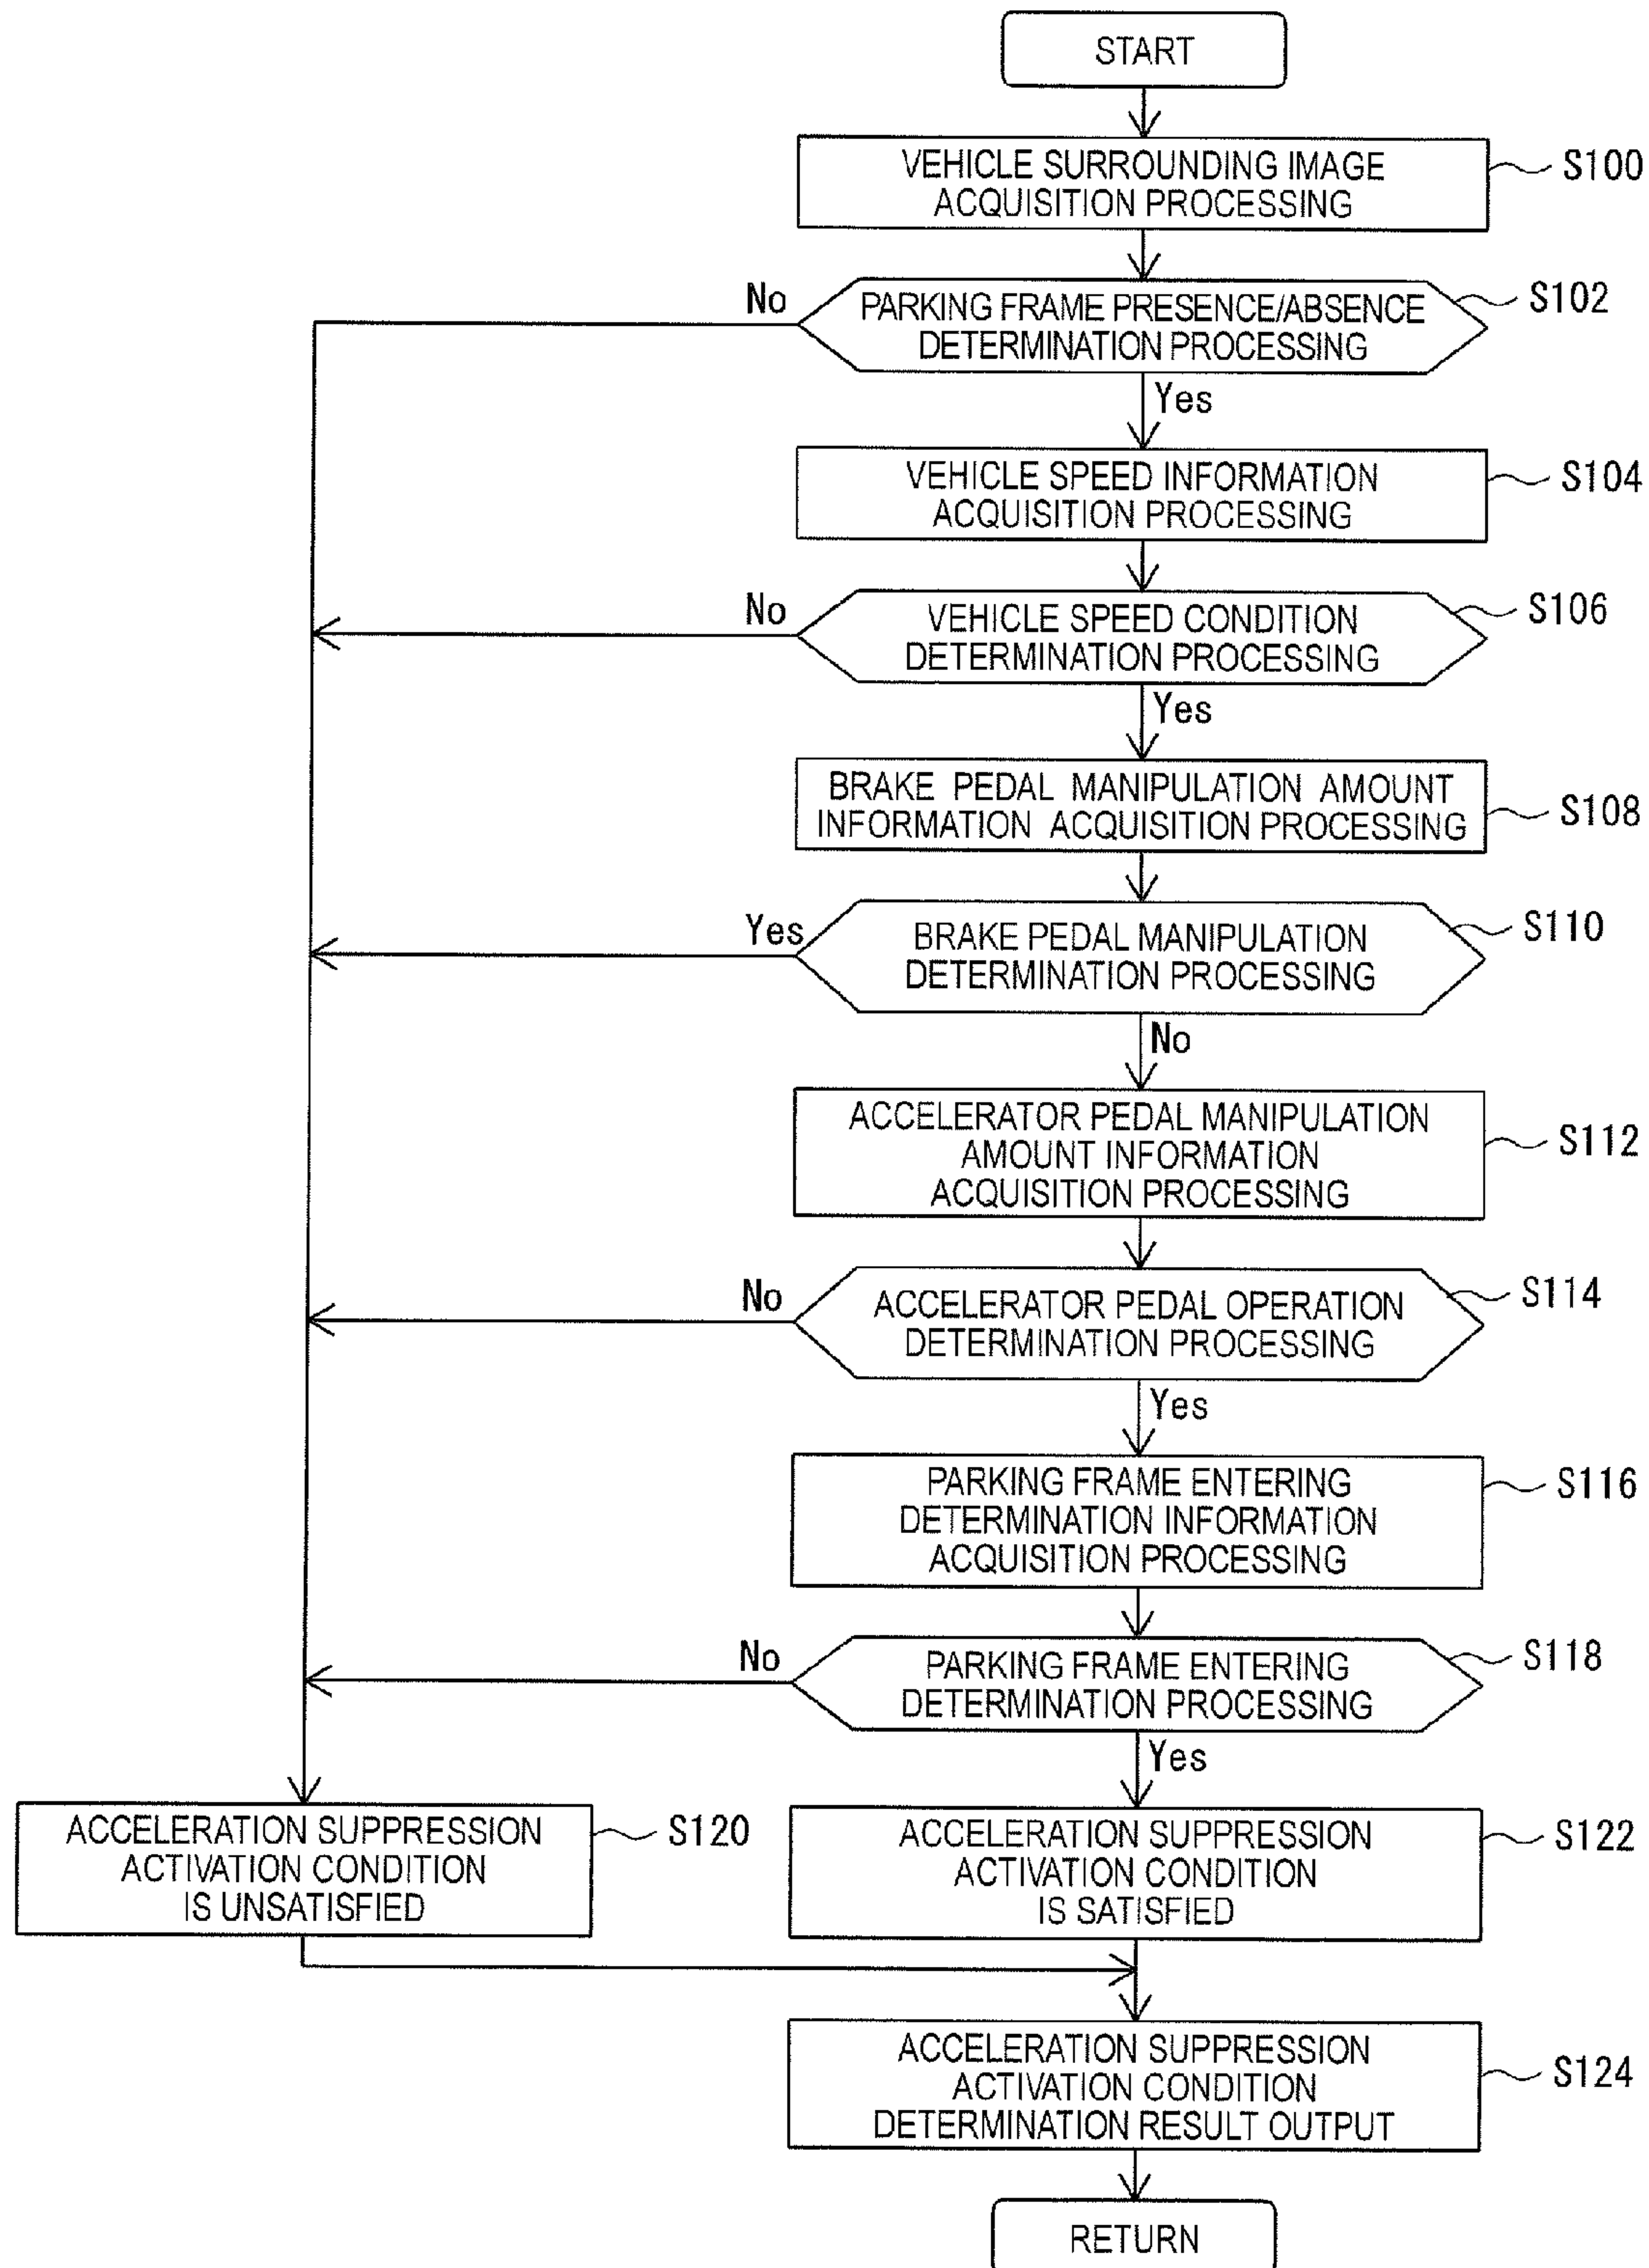 START
VEHICLE SURROUNDING IMAGE
ACQUISITION PROCESSING
S100
No
PARKING FRAME PRESENCE/ABSENCE
DETERMINATION PROCESSING
S102
Yes
VEHICLE SPEED INFORMATION
ACQUISITION PROCESSING
S104
No
VEHICLE SPEED CONDITION
DETERMINATION PROCESSING
S106
Yes
BRAKE PEDAL MANIPULATION AMOUNT
INFORMATION ACQUISITION PROCESSING
S108
Yes
BRAKE PEDAL MANIPULATION
DETERMINATION PROCESSING
S110
No
ACCELERATOR PEDAL MANIPULATION
AMOUNT INFORMATION
ACQUISITION PROCESSING
S112
No
ACCELERATOR PEDAL OPERATION
DETERMINATION PROCESSING
S114
Yes
PARKING FRAME ENTERING
DETERMINATION INFORMATION
ACQUISITION PROCESSING
S116
No
PARKING FRAME ENTERING
DETERMINATION PROCESSING
S118
Yes
ACCELERATION SUPPRESSION
ACTIVATION CONDITION
IS UNSATISFIED
S120
ACCELERATION SUPPRESSION
ACTIVATION CONDITION
IS SATISFIED
S122
ACCELERATION SUPPRESSION
ACTIVATION CONDITION
DETERMINATION RESULT OUTPUT
S124
RETURN